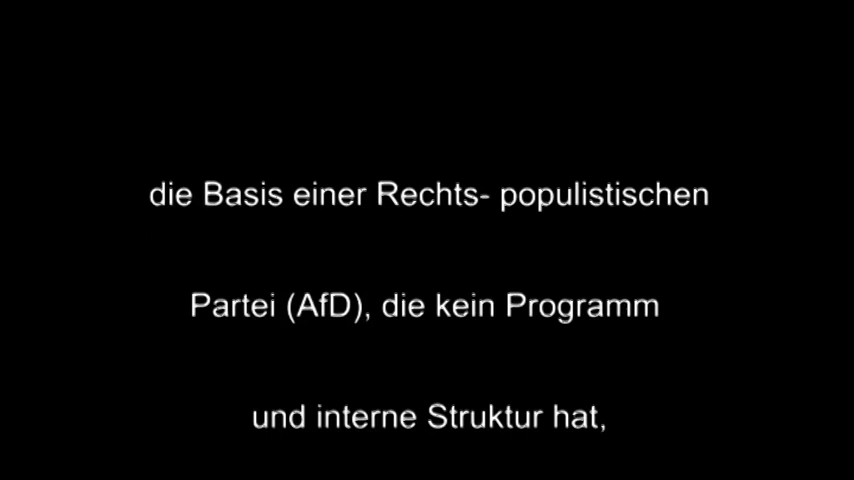 die Basis einer Rechts- populistischen
Partei (AfD), die kein Programm
und interne Struktur hat,